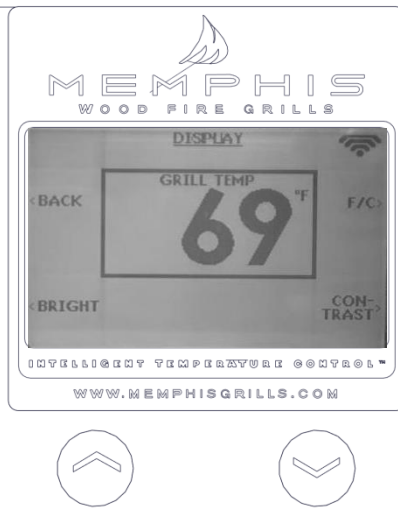 MEMPHIS
WOOD FIRE GRILLS
DISPLAY
GRILL TEMP
<BACK
69°F
F/C>
<BRIGHT
CON-
TRAST>
INTELLIGENT TEMPERATURE CONTROL™
WWW.MEMPHISGRILLS.COM